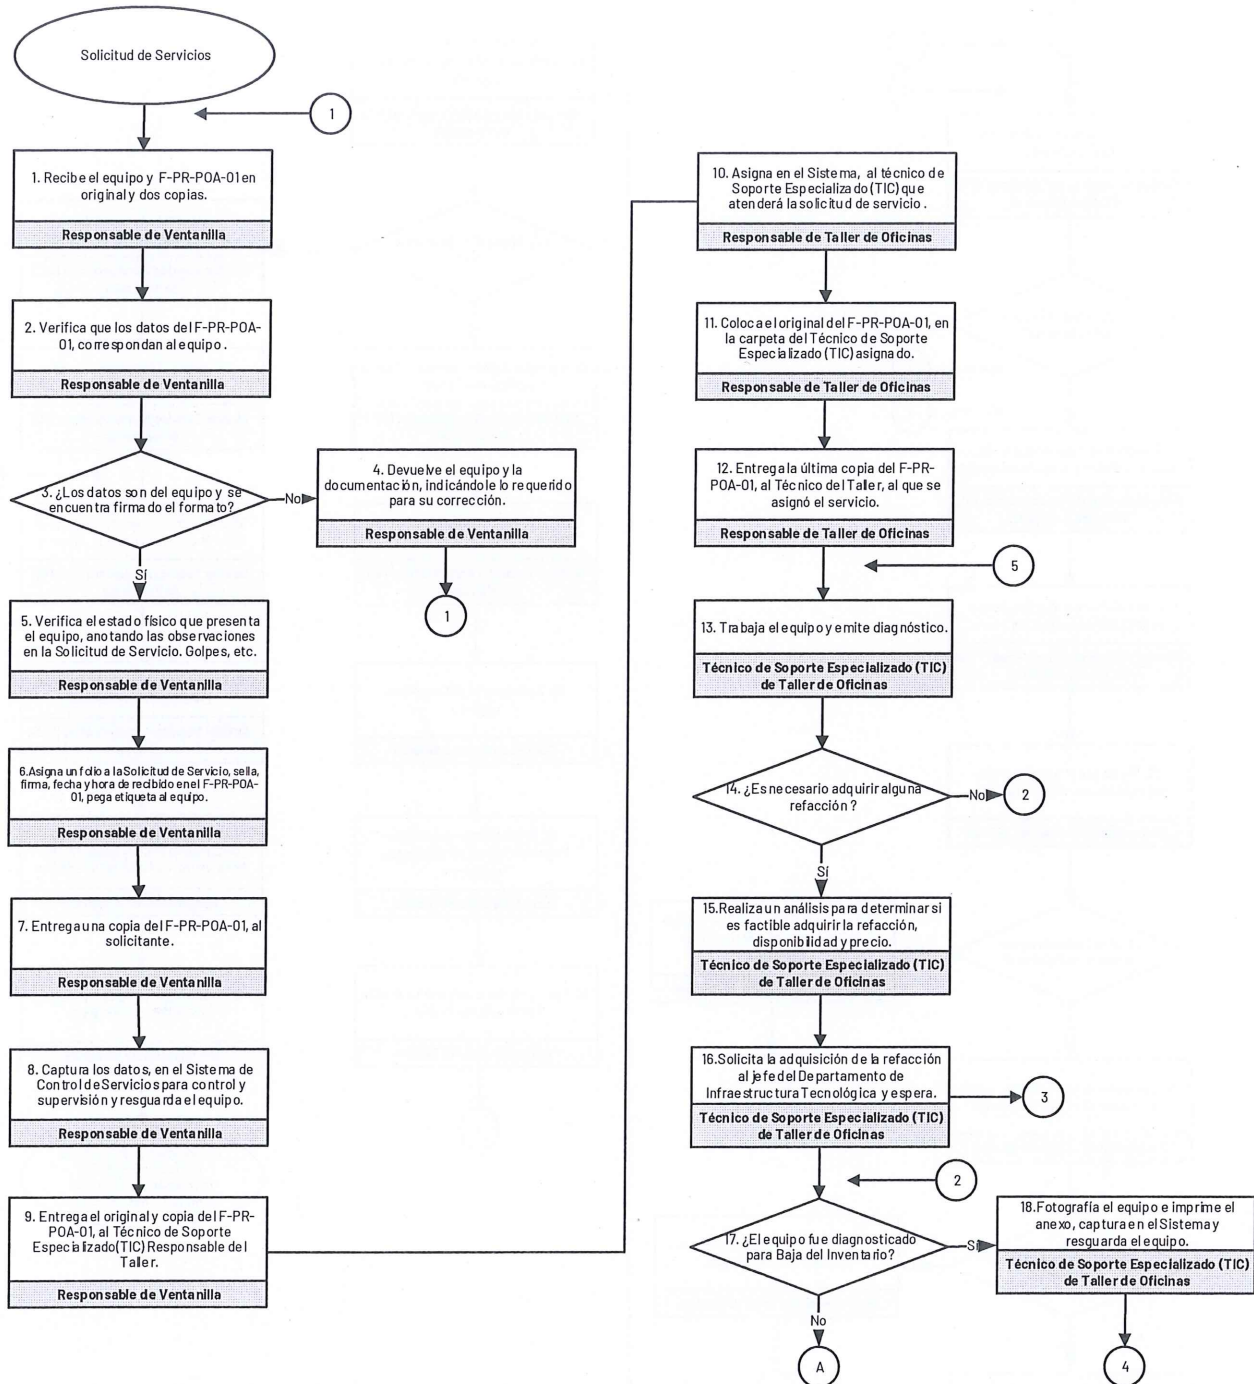 Solicitud de Servicios
1
1. Recibe el equipo y F-PR-POA-01 en
original y dos copias.
Responsable de Ventanilla
2. Verifica que los datos del F-PR-POA-
01, correspondan al equipo.
Responsable de Ventanilla
3. ¿Los datos son del equipo y se
encuentra firmado el formato?
No
4. Devuelve el equipo y la
documentación, indicándole lo requerido
para su corrección.
Responsable de Ventanilla
1
Sí
5. Verifica el estado físico que presenta
el equipo, anotando las observaciones
en la Solicitud de Servicio. Golpes, etc.
Responsable de Ventanilla
6.Asigna un folio a la Solicitud de Servicio, sella,
firma, fecha y hora de recibido en el F-PR-POA-
01, pega etiqueta al equipo.
Responsable de Ventanilla
7. Entrega una copia del F-PR-POA-01, al
solicitante.
Responsable de Ventanilla
8. Captura los datos, en el Sistema de
Control de Servicios para control y
supervisión y resguarda el equipo.
Responsable de Ventanilla
9. Entrega el original y copia del F-PR-
POA-01, al Técnico de Soporte
Especializado(TIC) Responsable del
Taller.
Responsable de Ventanilla
10. Asigna en el Sistema, al técnico de
Soporte Especializado (TIC) que
atenderá la solicitud de servicio.
Responsable de Taller de Oficinas
11. Coloca el original del F-PR-POA-01, en
la carpeta del Técnico de Soporte
Especializado (TIC) asignado.
Responsable de Taller de Oficinas
12. Entrega la última copia del F-PR-
POA-01, al Técnico del Taller, al que se
asignó el servicio.
Responsable de Taller de Oficinas
5
13. Trabaja el equipo y emite diagnóstico.
Técnico de Soporte Especializado (TIC)
de Taller de Oficinas
14. ¿Es necesario adquirir alguna
refacción?
No
2
Sí
15.Realiza un análisis para determinar si
es factible adquirir la refacción,
disponibilidad y precio.
Técnico de Soporte Especializado (TIC)
de Taller de Oficinas
16.Solicita la adquisición de la refacción
al jefe del Departamento de
Infraestructura Tecnológica y espera.
Técnico de Soporte Especializado (TIC)
de Taller de Oficinas
3
2
17. ¿El equipo fue diagnosticado
para Baja del Inventario?
Sí
18.Fotografía el equipo e imprime el
anexo, captura en el Sistema y
resguarda el equipo.
Técnico de Soporte Especializado (TIC)
de Taller de Oficinas
No
A
4